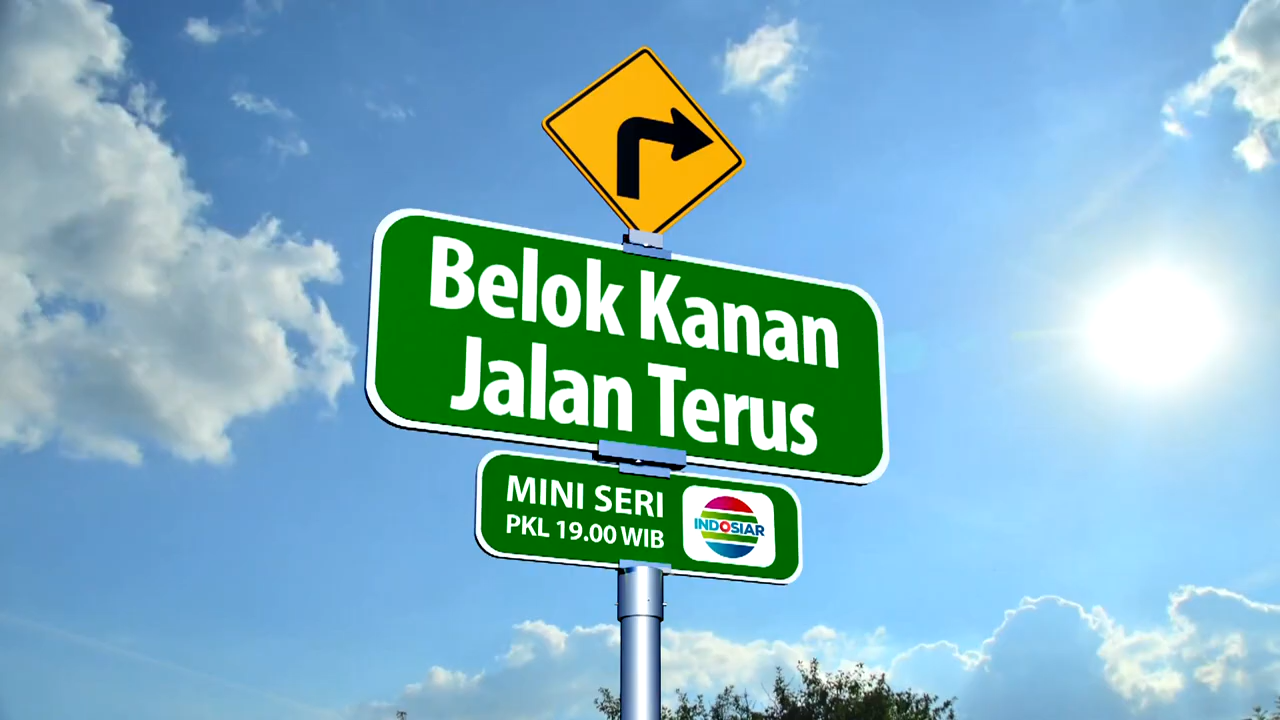 Belok Kanan
Jalan Terus
MINI SERI
PKL 19.00 WIB
INDOSIAR